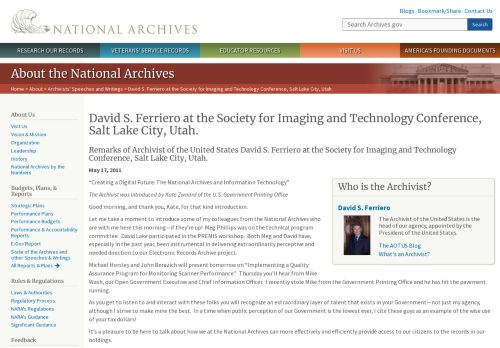 Blogs · Bookmark/Share · Contact Us
NATIONAL ARCHIVES
Search Archives.gov
Search
RESEARCH OUR RECORDS
VETERANS' SERVICE RECORDS
EDUCATOR RESOURCES
VISIT US
AMERICA'S FOUNDING DOCUMENTS
About the National Archives
Home > About > Archivists' Speeches and Writings > David S. Ferriero at the Society for Imaging and Technology Conference, Salt Lake City, Utah.
About Us
Visit Us
Vision & Mission
Organization
Leadership
History
National Archives by the
Numbers
Budgets, Plans, &
Reports
Strategic Plans
Performance Plans
Performance Budgets
Performance & Accountability
Reports
E-Gov Report
State of the Archives and
other Speeches & Writings
All Reports & Plans
Rules & Regulations
Laws & Authorities
Regulatory Process
NARA's Regulations
NARA's Guidance
Significant Guidance
Feedback
David S. Ferriero at the Society for Imaging and Technology Conference,
Salt Lake City, Utah.
Remarks of Archivist of the United States David S. Ferriero at the Society for Imaging and Technology
Conference, Salt Lake City, Utah.
May 17, 2011
"Creating a Digital Future: The National Archives and Information Technology"
The Archivist was introduced by Kate Zwaard of the U.S. Government Printing Office
Good morning, and thank you, Kate, for that kind introduction.
Let me take a moment to introduce some of my colleagues from the National Archives who
are with me here this morning—if they're up! Meg Phillips was on the technical program
committee. David Lake participated in the PREMIS workshop. Both Meg and David have,
especially in the past year, been instrumental in delivering extraordinarily perceptive and
needed direction to our Electronic Records Archive project.
Michael Horsley and John Berezich will present tomorrow on "Implementing a Quality
Assurance Program for Monitoring Scanner Performance." Thursday you'll hear from Mike
Wash, our Open Government Executive and Chief Information Officer. I recently stole Mike from the Government Printing Office and he has hit the pavement
running.
As you get to listen to and interact with these folks you will recognize an extraordinary layer of talent that exists in your Government—not just my agency,
although I strive to make mine the best. In a time when public perception of our Government is the lowest ever, I cite these guys as an example of the wise use
of your tax dollars!
It's a pleasure to be here to talk about how we at the National Archives can more effectively and efficiently provide access to our citizens to the records in our
holdings.
Who is the Archivist?
David S. Ferriero
The Archivist of the United States is the
head of our agency, appointed by the
President of the United States.
The AOTUS Blog
What's an Archivist?